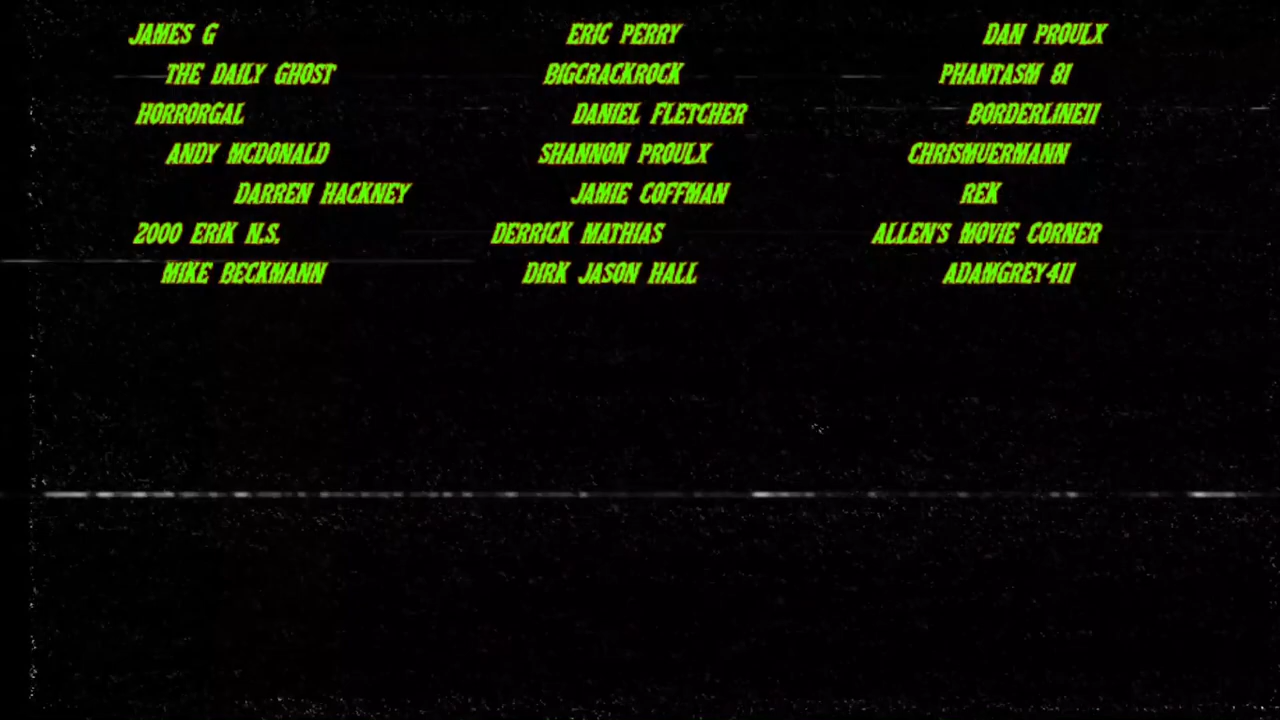 JAMES G ERIC PERRY DAN PROULX
THE DAILY GHOST BIGCRACKROCK PHANTASM 81
HORRORGAL DANIEL FLETCHER BORDERLINE11
ANDY MCDONALD SHANNON PROULX CHRISMUERMANN
DARREN HACKNEY JAMIE COFFMAN REX
2000 ERIK N.S. DERRICK MATHIAS ALLEN'S MOVIE CORNER
MIKE BECKMANN DIRK JASON HALL ADAMGREY411